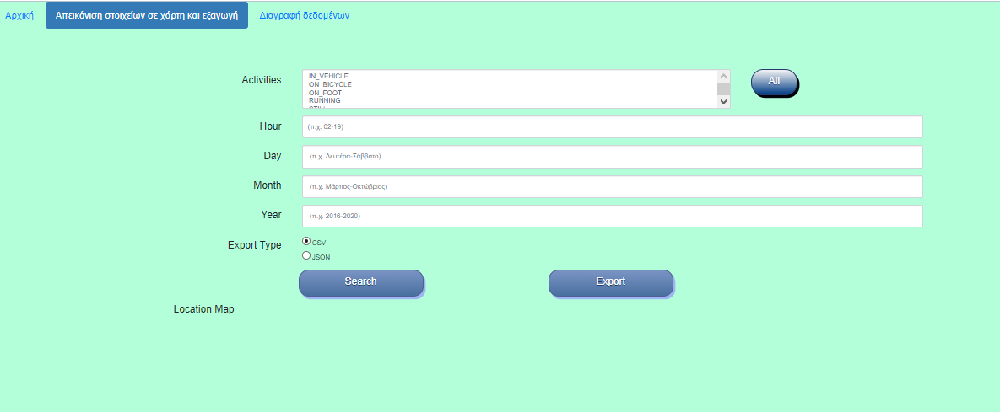 Αρχική Απεικόνιση στοιχείων σε χάρτη και εξαγωγή Διαγραφή δεδομένων
Activities
IN_VEHICLE
ON_BICYCLE
ON_FOOT
RUNNING
All
Hour (π.χ. 02-19)
Day (π.χ. Δευτέρα-Σάββατο)
Month (π.χ. Μάρτιος-Οκτώβριος)
Year (π.χ. 2016-2020)
Export Type CSV
JSON
Search Export
Location Map